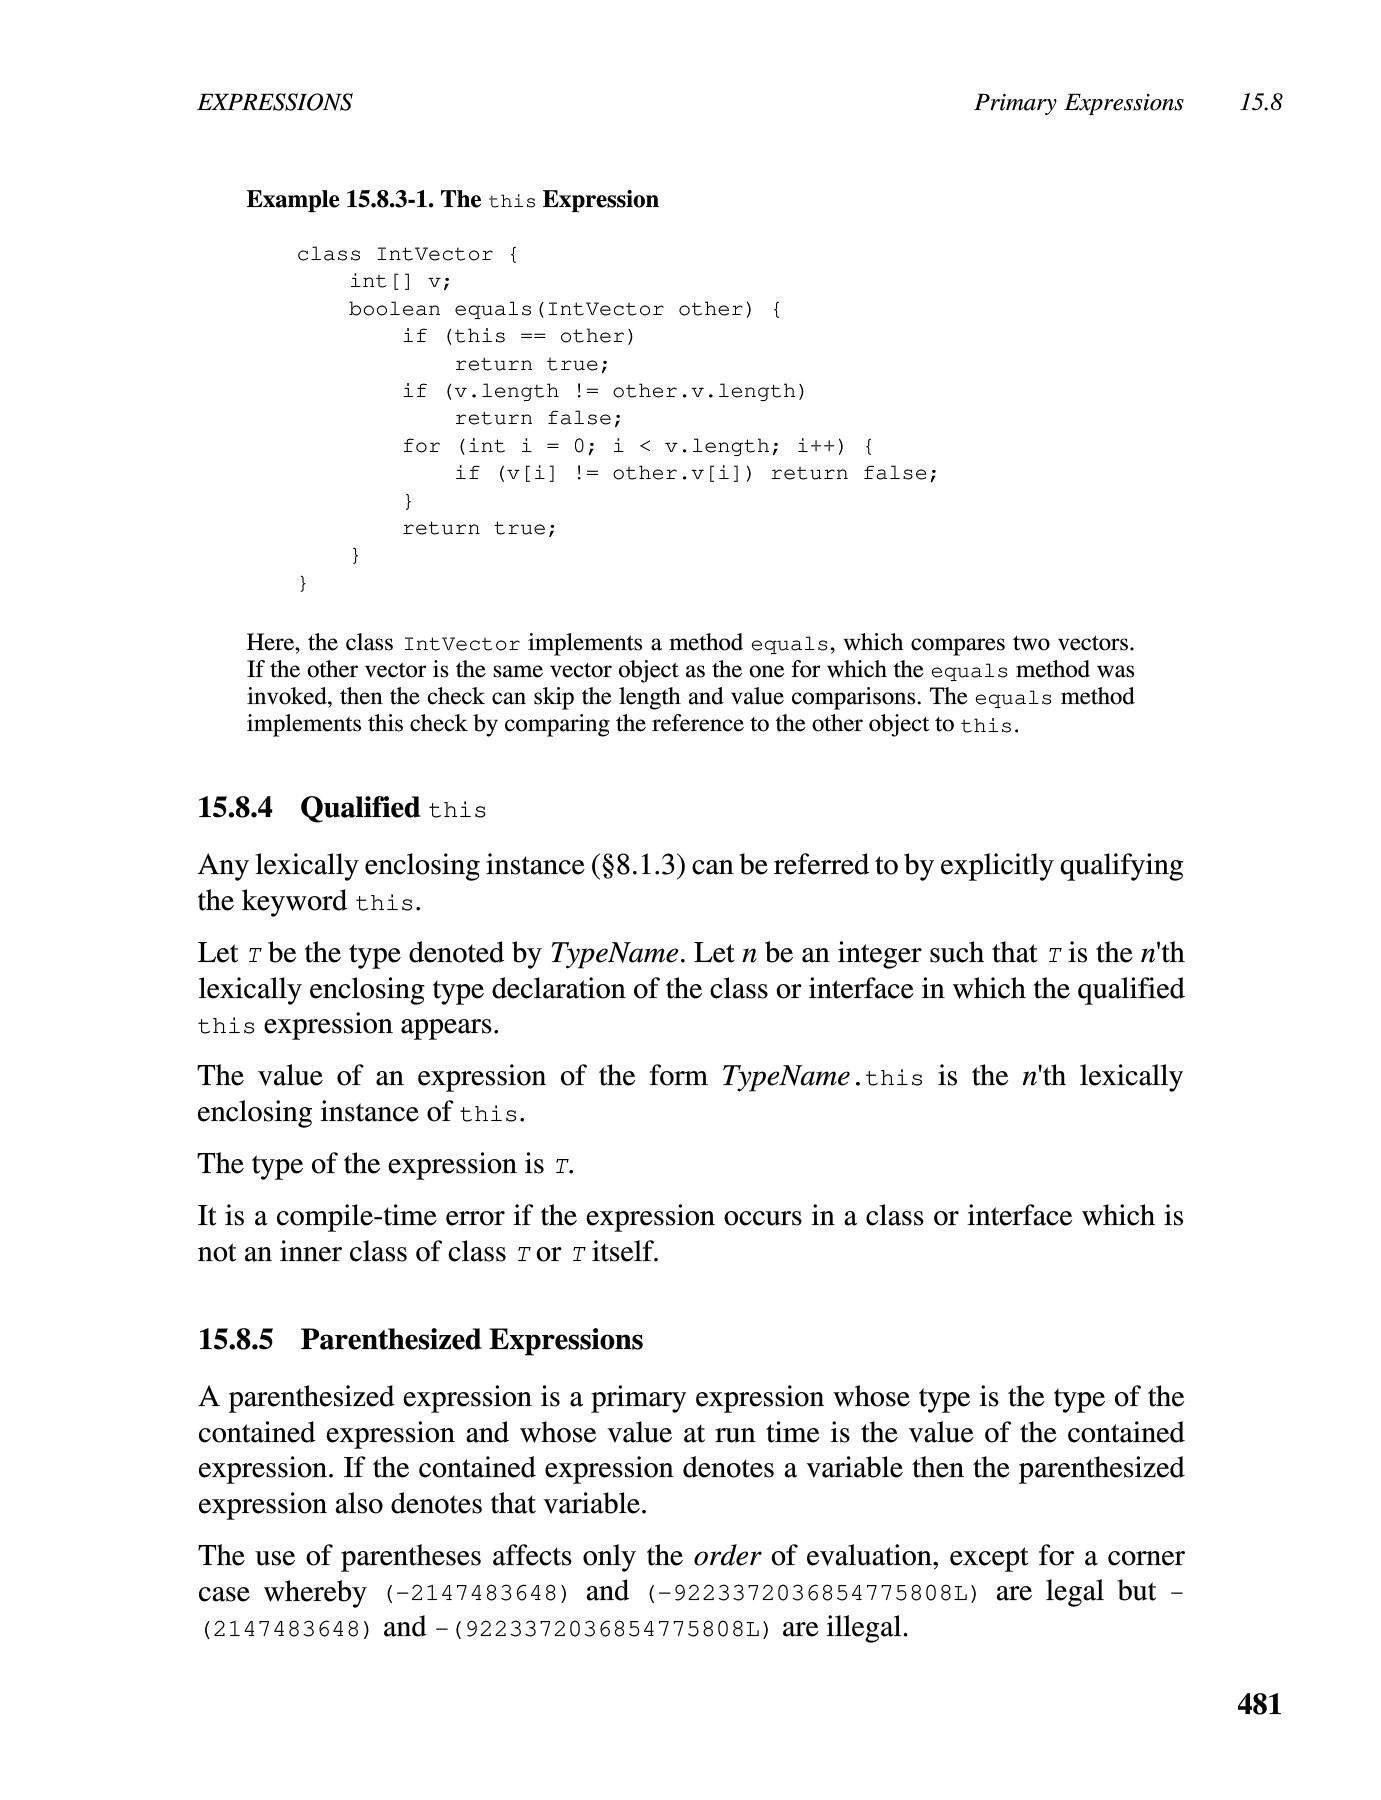 EXPRESSIONS Primary Expressions 15.8
Example 15.8.3-1. The this Expression
class IntVector {
    int[] v;
    boolean equals(IntVector other) {
        if (this == other)
            return true;
        if (v.length != other.v.length)
            return false;
        for (int i = 0; i < v.length; i++) {
            if (v[i] != other.v[i]) return false;
        }
        return true;
    }
}
Here, the class IntVector implements a method equals, which compares two vectors.
If the other vector is the same vector object as the one for which the equals method was
invoked, then the check can skip the length and value comparisons. The equals method
implements this check by comparing the reference to the other object to this.
15.8.4 Qualified this
Any lexically enclosing instance (§8.1.3) can be referred to by explicitly qualifying
the keyword this.
Let T be the type denoted by TypeName. Let n be an integer such that T is the n'th
lexically enclosing type declaration of the class or interface in which the qualified
this expression appears.
The value of an expression of the form TypeName.this is the n'th lexically
enclosing instance of this.
The type of the expression is T.
It is a compile-time error if the expression occurs in a class or interface which is
not an inner class of class T or T itself.
15.8.5 Parenthesized Expressions
A parenthesized expression is a primary expression whose type is the type of the
contained expression and whose value at run time is the value of the contained
expression. If the contained expression denotes a variable then the parenthesized
expression also denotes that variable.
The use of parentheses affects only the order of evaluation, except for a corner
case whereby (-2147483648) and (-9223372036854775808L) are legal but -
(2147483648) and -(9223372036854775808L) are illegal.
481